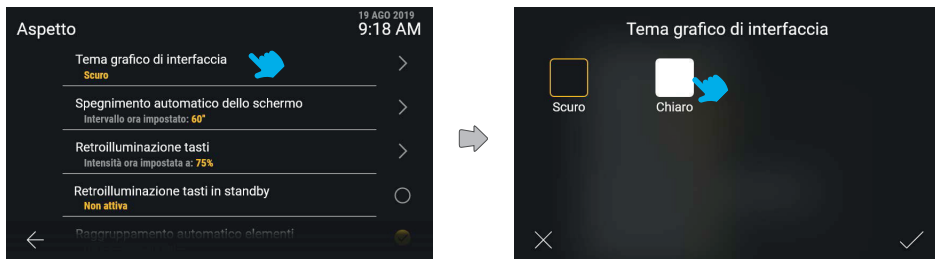 Aspetto
19 AGO 2019
9:18 AM
Tema grafico di interfaccia
Scuro
Spegnimento automatico dello schermo
Intervallo ora impostato: 60"
Retroilluminazione tasti
Intensità ora impostata a: 75%
Retroilluminazione tasti in standby
Non attiva
Raggruppamento automatico elementi
Tema grafico di interfaccia
Scuro
Chiaro